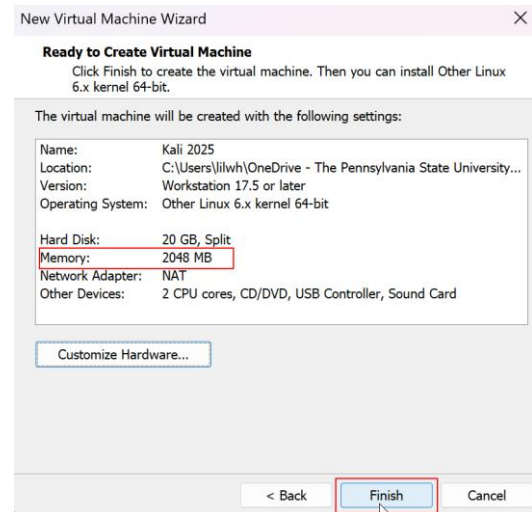 New Virtual Machine Wizard
Ready to Create Virtual Machine
Click Finish to create the virtual machine. Then you can install Other Linux
6.x kernel 64-bit.
The virtual machine will be created with the following settings:
Name: Kali 2025
Location: C:\Users\lilwh\OneDrive - The Pennsylvania State University...
Version: Workstation 17.5 or later
Operating System: Other Linux 6.x kernel 64-bit
Hard Disk: 20 GB, Split
Memory: 2048 MB
Network Adapter: NAT
Other Devices: 2 CPU cores, CD/DVD, USB Controller, Sound Card
Customize Hardware...
< Back Finish Cancel